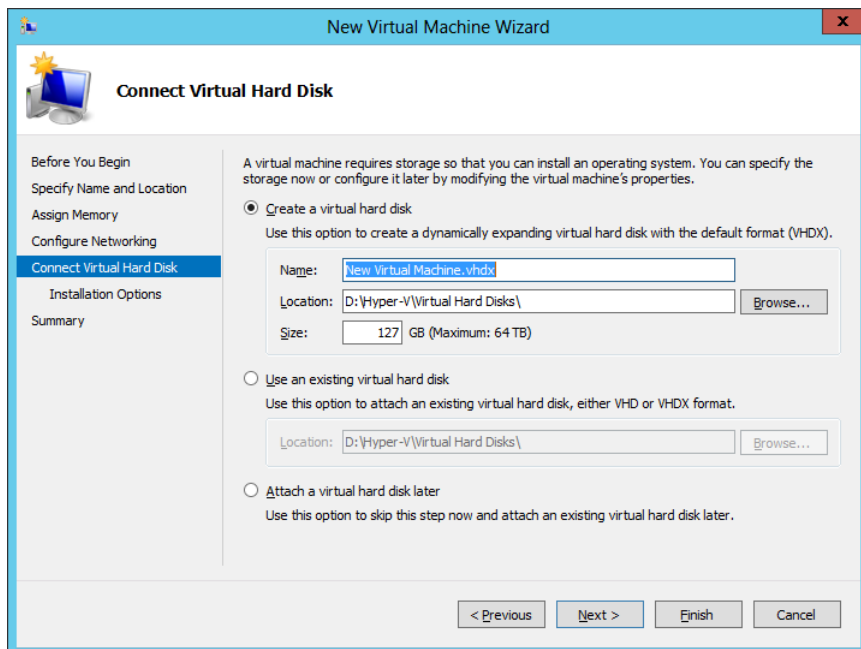 New Virtual Machine Wizard
x
Connect Virtual Hard Disk
Before You Begin
Specify Name and Location
Assign Memory
Configure Networking
Connect Virtual Hard Disk
Installation Options
Summary
A virtual machine requires storage so that you can install an operating system. You can specify the
storage now or configure it later by modifying the virtual machine's properties.
Create a virtual hard disk
Use this option to create a dynamically expanding virtual hard disk with the default format (VHDX).
Name: New Virtual Machine.vhdx
Location: D:\Hyper-V\Virtual Hard Disks\ Browse...
Size: 127 GB (Maximum: 64 TB)
Use an existing virtual hard disk
Use this option to attach an existing virtual hard disk, either VHD or VHDX format.
Location: D:\Hyper-V\Virtual Hard Disks\ Browse...
Attach a virtual hard disk later
Use this option to skip this step now and attach an existing virtual hard disk later.
< Previous Next > Finish Cancel